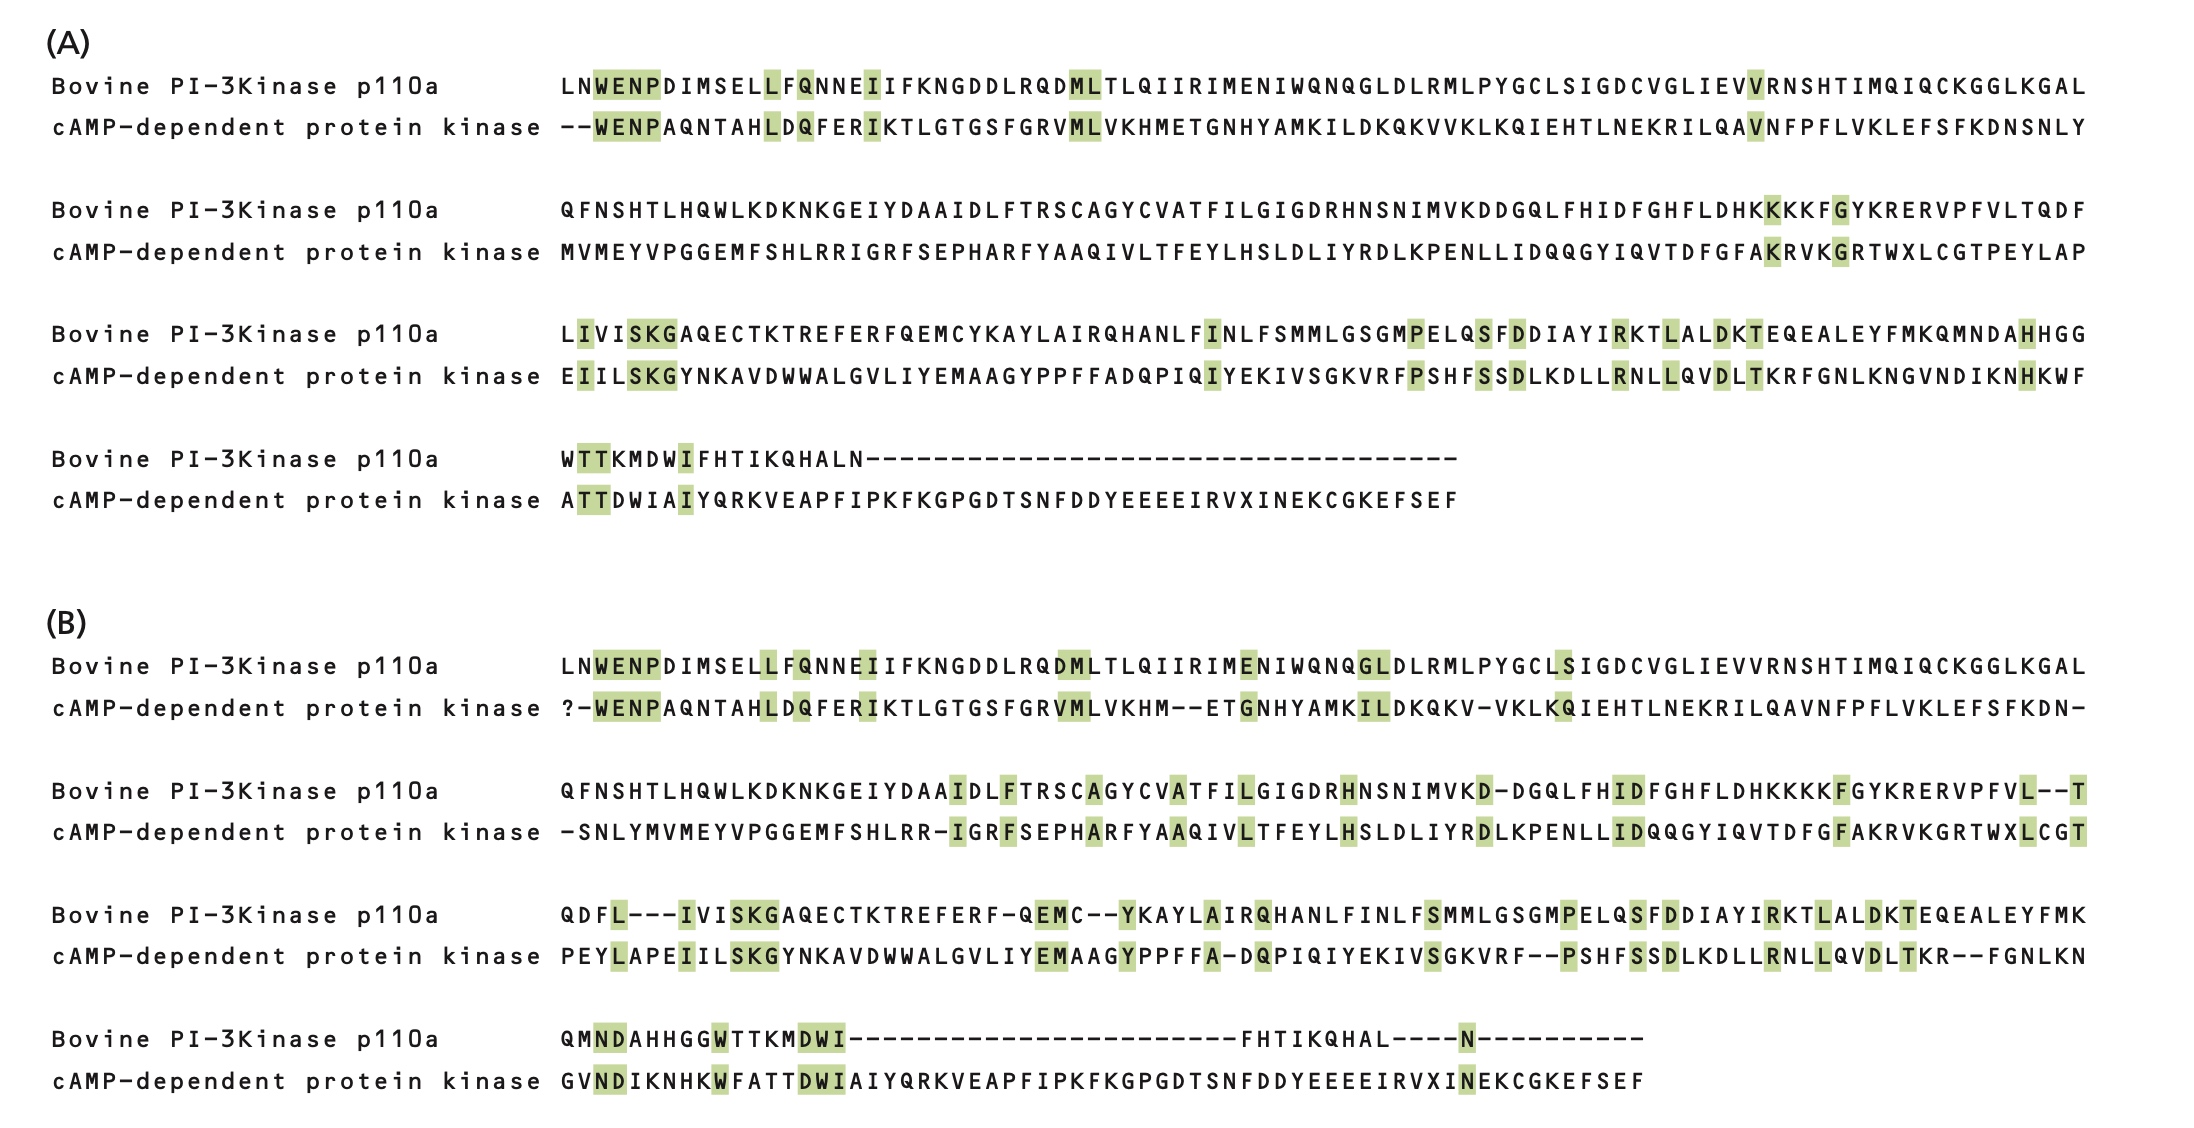 (A)
Bovine PI-3Kinase p110a LNWENPDIMSELLFQNNEIIFKNGDDLRQDMLTLQIIRIMENIWQNQGLDLRMLPYGCLSIGDCVGLIEVVRNSHTIMQIQCKGGLKGAL
cAMP-dependent protein kinase --WENPAQNTAHLDQFERIKTLGTGSFGRVMLVKHMETGNHYAMKILDKQKVVKLKQIEHTLNEKRILQAVNFPFLVKLEFSFKDNSNLY
Bovine PI-3Kinase p110a QFNSHTLHQWLKDKNKGEIYDAAIDLFTRSCAGYCVATFILGIGDRHNSNIMVKDDGQLFHIDFGHFLDHKKKKFGYKRERVPFVLTQDF
cAMP-dependent protein kinase MVMEYVPGGEMFSHLRRIGRFSEPHARFYAAQIVLTFEYLHSLDLIYRDLKPENLLIDQQGYIQVTDFGFAKRVKGRTWXLCGTPEYLAP
Bovine PI-3Kinase p110a LIVISKGAQECTKTREFERFQEMCYKAYLAIRQHANLFINLFSMMLGSGMPELQSFDDIAYIRKTLALDKTEQEALEYFMKQMNDAHHGG
cAMP-dependent protein kinase EIILSKGYNKAVDWWALGVLIYEMAAGYPPFFADQPIQIYEKIVSGKVRFPSHFSSDLKDLLRNLLQVDLTKRFGNLKNGVNDIKNHKWF
Bovine PI-3Kinase p110a WTTKMDWIFHTIKQHALN-----------------------------------
cAMP-dependent protein kinase ATTDWIAIYQRKVEAPFIPKFKGPGDTSNFDDYEEEEIRVXINEKCGKEFSEF
(B)
Bovine PI-3Kinase p110a LNWENPDIMSELLFQNNEIIFKNGDDLRQDMLTLQIIRIMENIWQNQGLDLRMLPYGCLSIGDCVGLIEVVRNSHTIMQIQCKGGLKGAL
cAMP-dependent protein kinase ?-WENPAQNTAHLDQFERIKTLGTGSFGRVMLVKHM--ETGNHYAMKILDKQKV-VKLKQIEHTLNEKRILQAVNFPFLVKLEFSFKDN-
Bovine PI-3Kinase p110a QFNSHTLHQWLKDKNKGEIYDAAIDLFTRSCAGYCVATFILGIGDRHNSNIMVKD-DGQLFHIDFGHFLDHKKKKFGYKRERVPFVL--T
cAMP-dependent protein kinase -SNLYMVMEYVPGGEMFSHLRR-IGRFSEPHARFYAAQIVLTFEYLHSLDLIYRDLKPENLLIDQQGYIQVTDFGFAKRVKGRTWXLCGT
Bovine PI-3Kinase p110a QDFL---IVISKGAQECTKTREFERF-QEMC--YKAYLAIRQHANLFINLFSMMLGSGMPELQSFDDIAYIRKTLALDKTEQEALEYFMK
cAMP-dependent protein kinase PEYLAPEIILSKGYNKAVDWWALGVLIYEMAAGYPPFFA-DQPIQIYEKIVSGKVRF--PSHFSSDLKDLLRNLLQVDLTKR--FGNLKN
Bovine PI-3Kinase p110a QMNDAHHGGWTTKMDWI-----------------------FHTIKQHAL----N----------
cAMP-dependent protein kinase GVNDIKNHKWFATTDWIAIYQRKVEAPFIPKFKGPGDTSNFDDYEEEEIRVXINEKCGKEFSEF